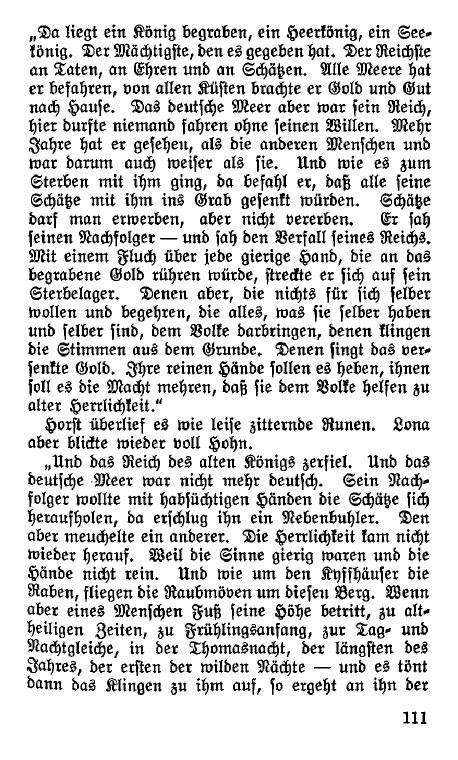 „Da liegt ein König begraben, ein Heerkönig, ein See-
könig. Der Mächtigste, den es gegeben hat. Der Reichste
an Taten, an Ehren und an Schätzen. Alle Meere hat
er befahren, von allen Küsten brachte er Gold und Gut
nach Hause. Das deutsche Meer aber war sein Reich,
hier durfte niemand fahren ohne seinen Willen. Mehr
Jahre hat er gesehen, als die anderen Menschen und
war darum auch weiser als sie. Und wie es zum
Sterben mit ihm ging, da befahl er, daß alle seine
Schätze mit ihm ins Grab gesenkt würden. Schätze
darf man erwerben, aber nicht vererben. Er sah
seinen Nachfolger — und sah den Verfall seines Reichs.
Mit einem Fluch über jede gierige Hand, die an das
begrabene Gold rühren würde, streckte er sich auf sein
Sterbelager. Denen aber, die nichts für sich selber
wollen und begehren, die alles, was sie selber haben
und selber sind, dem Volke darbringen, denen klingen
die Stimmen aus dem Grunde. Denen singt das ver-
senkte Gold. Ihre reinen Hände sollen es heben, ihnen
soll es die Macht mehren, daß sie dem Volke helfen zu
alter Herrlichkeit.“
Horst überlief es wie leise zitternde Runen. Lona
aber blickte wieder voll Hohn.
„Und das Reich des alten Königs zerfiel. Und das
deutsche Meer war nicht mehr deutsch. Sein Nach-
folger wollte mit habsüchtigen Händen die Schätze sich
heraufholen, da erschlug ihn ein Nebenbuhler. Den
aber meuchelte ein anderer. Die Herrlichkeit kam nicht
wieder herauf. Weil die Sinne gierig waren und die
Hände nicht rein. Und wie um den Kyffhäuser die
Raben, fliegen die Raubmöven um diesen Berg. Wenn
aber eines Menschen Fuß seine Höhe betritt, zu alt-
heiligen Zeiten, zu Frühlingsanfang, zur Tag- und
Nachtgleiche, in der Thomasnacht, der längsten des
Jahres, der ersten der wilden Nächte — und es tönt
dann das Klingen zu ihm auf, so ergeht an ihn der
111